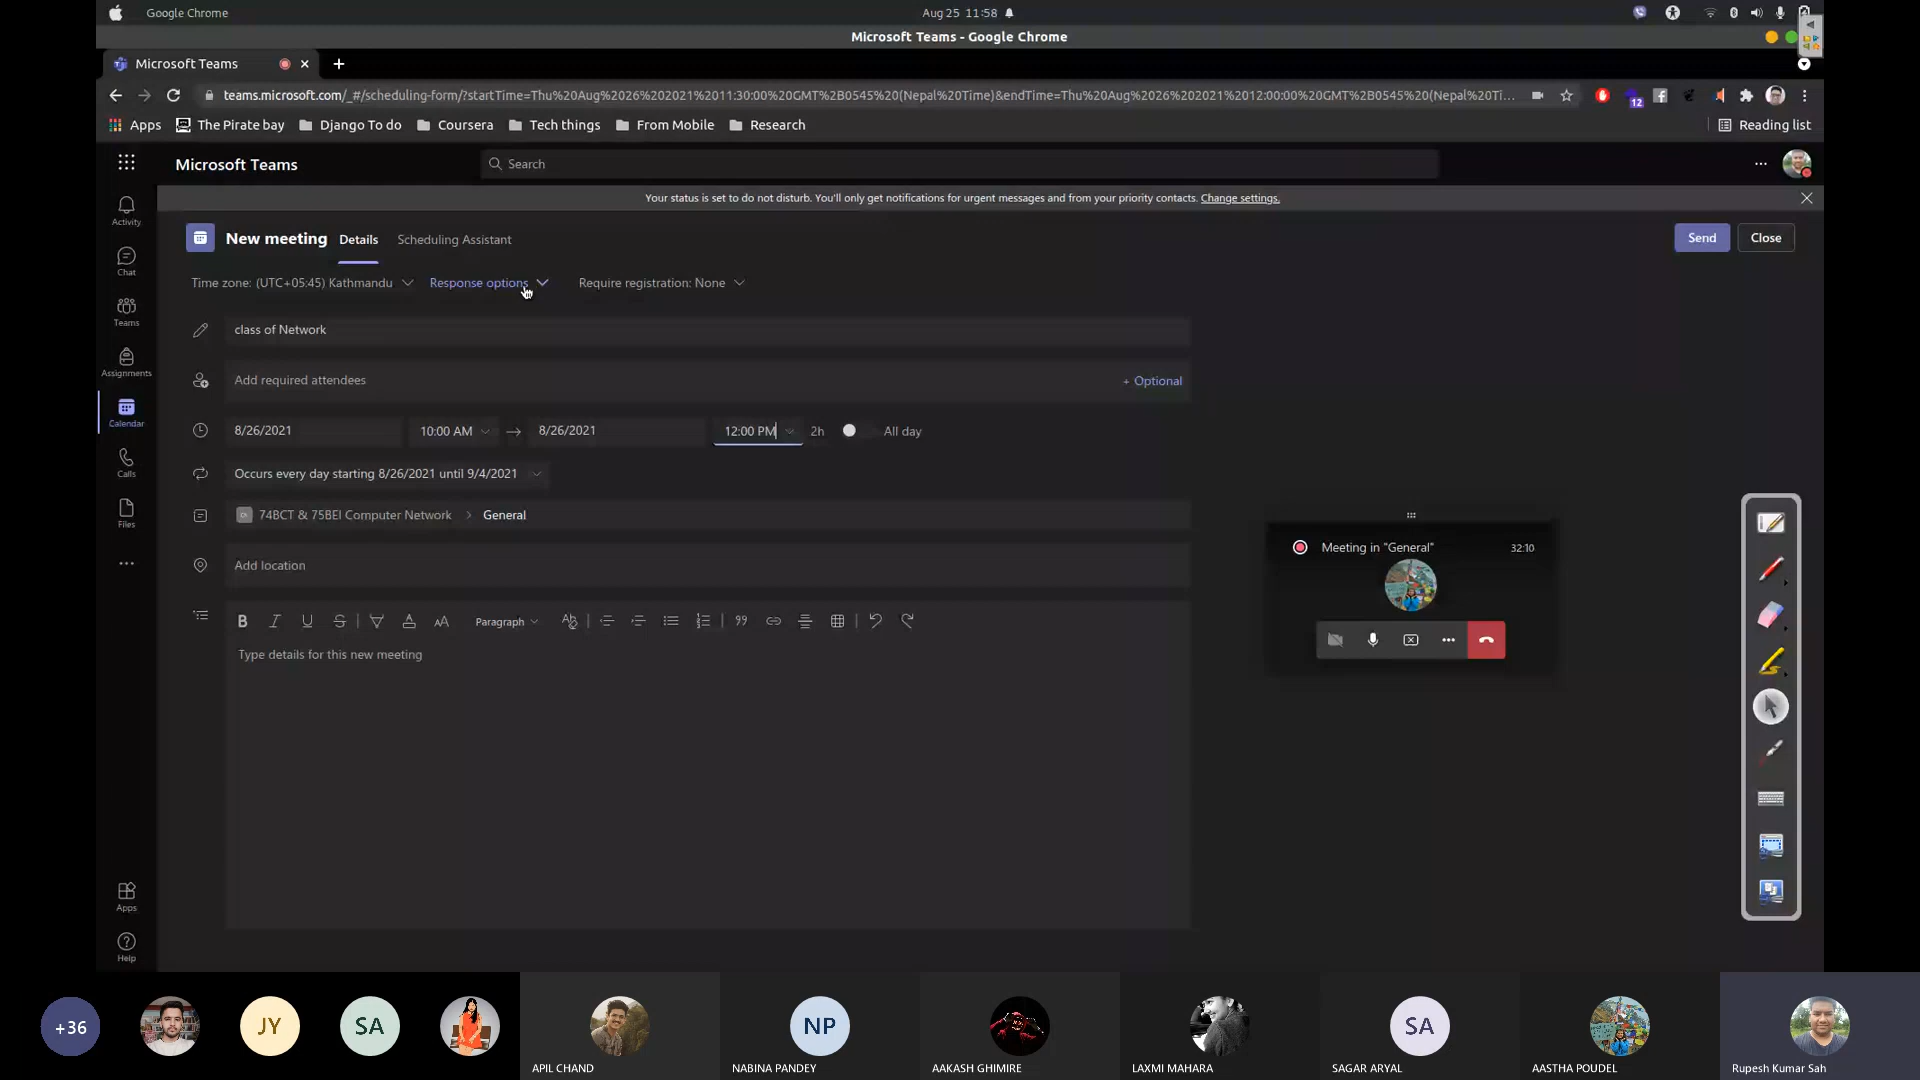 Google Chrome
Aug 25 11:58
Microsoft Teams - Google Chrome
Microsoft Teams
teams.microsoft.com/_#/scheduling-form/?startTime=Thu%20Aug%2026%202021%2011:30:00%20GMT%2B0545%20(Nepal%20Time)&endTime=Thu%20Aug%2026%202021%2012:00:00%20GMT%2B0545%20(Nepal%20Ti...
12
Apps
The Pirate bay
Django To do
Coursera
Tech things
From Mobile
Research
Reading list
Microsoft Teams
Search
Your status is set to do not disturb. You'll only get notifications for urgent messages and from your priority contacts. Change settings.
Activity
Chat
Teams
Assignments
Calendar
Calls
Files
Apps
Help
New meeting
Details
Scheduling Assistant
Send
Close
Time zone: (UTC+05:45) Kathmandu
Response options
Require registration: None
class of Network
Add required attendees
+ Optional
8/26/2021
10:00 AM
8/26/2021
12:00 PM
2h
All day
Occurs every day starting 8/26/2021 until 9/4/2021
74BCT & 75BEI Computer Network > General
Add location
Paragraph
Type details for this new meeting
Meeting in "General"
32:10
+36
JY
SA
APIL CHAND
NP
NABINA PANDEY
AAKASH GHIMIRE
LAXMI MAHARA
SA
SAGAR ARYAL
AASTHA POUDEL
Rupesh Kumar Sah